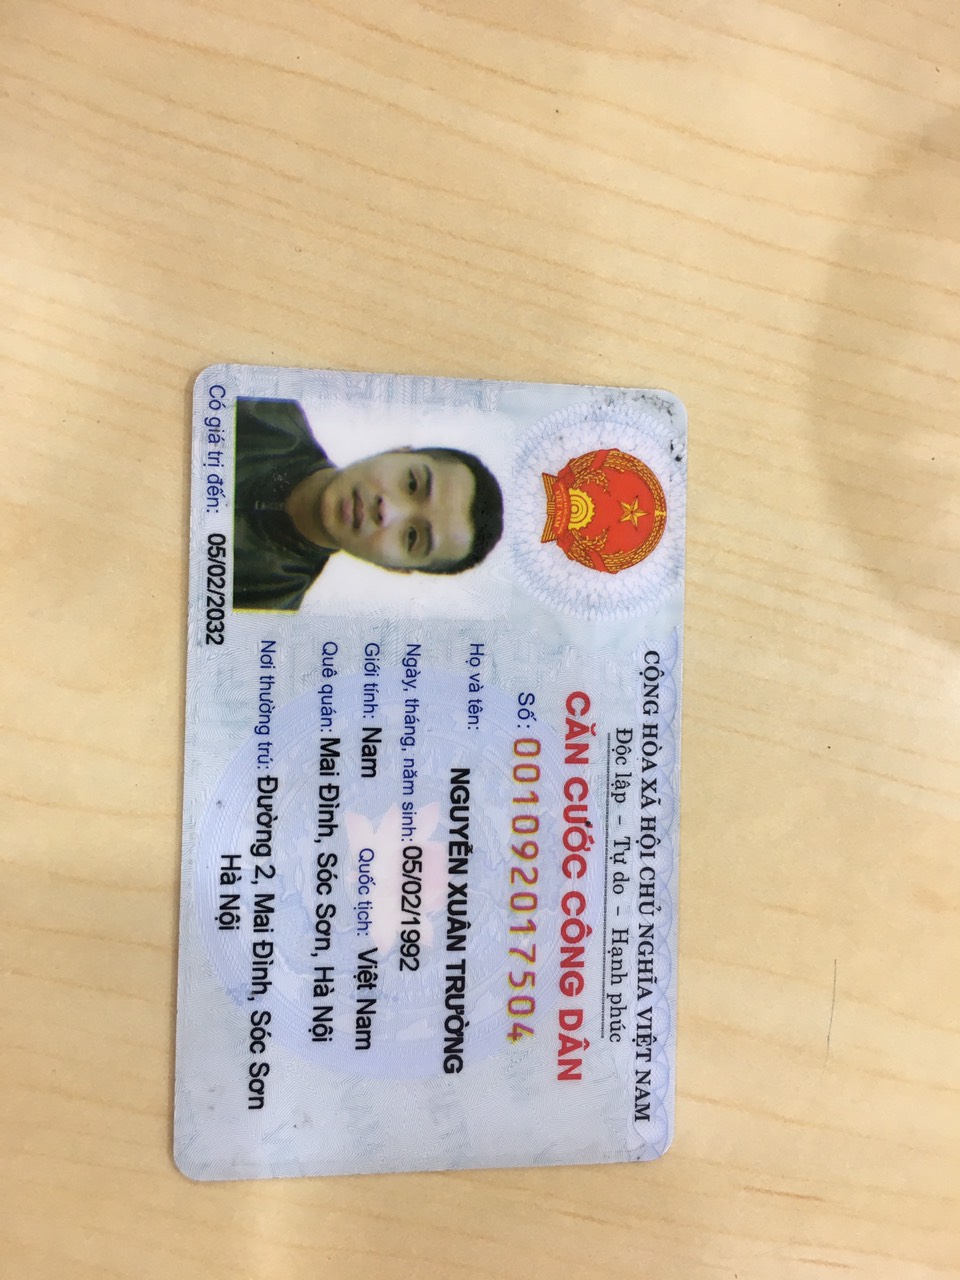 CỘNG HÒA XÃ HỘI CHỦ NGHĨA VIỆT NAM
Độc lập – Tự do – Hạnh phúc
CĂN CƯỚC CÔNG DÂN
Số: 001092017504
Họ và tên:
NGUYỄN XUÂN TRƯỜNG
Ngày, tháng, năm sinh: 05/02/1992
Giới tính: Nam Quốc tịch: Việt Nam
Quê quán: Mai Đình, Sóc Sơn, Hà Nội
Nơi thường trú: Đường 2, Mai Đình, Sóc Sơn
Hà Nội
Có giá trị đến: 05/02/2032
VIỆT NAM